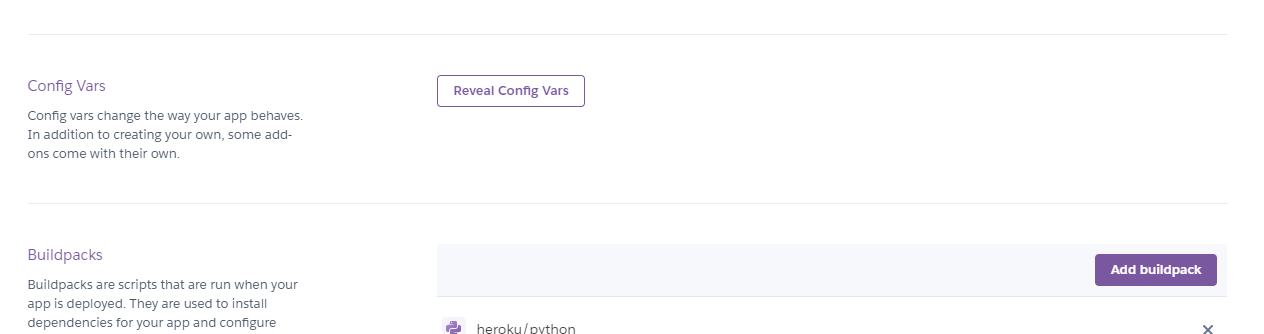 Config Vars
Reveal Config Vars
Config vars change the way your app behaves.
In addition to creating your own, some add-
ons come with their own.
Buildpacks
Add buildpack
Buildpacks are scripts that are run when your
app is deployed. They are used to install
dependencies for your app and configure
heroku/python